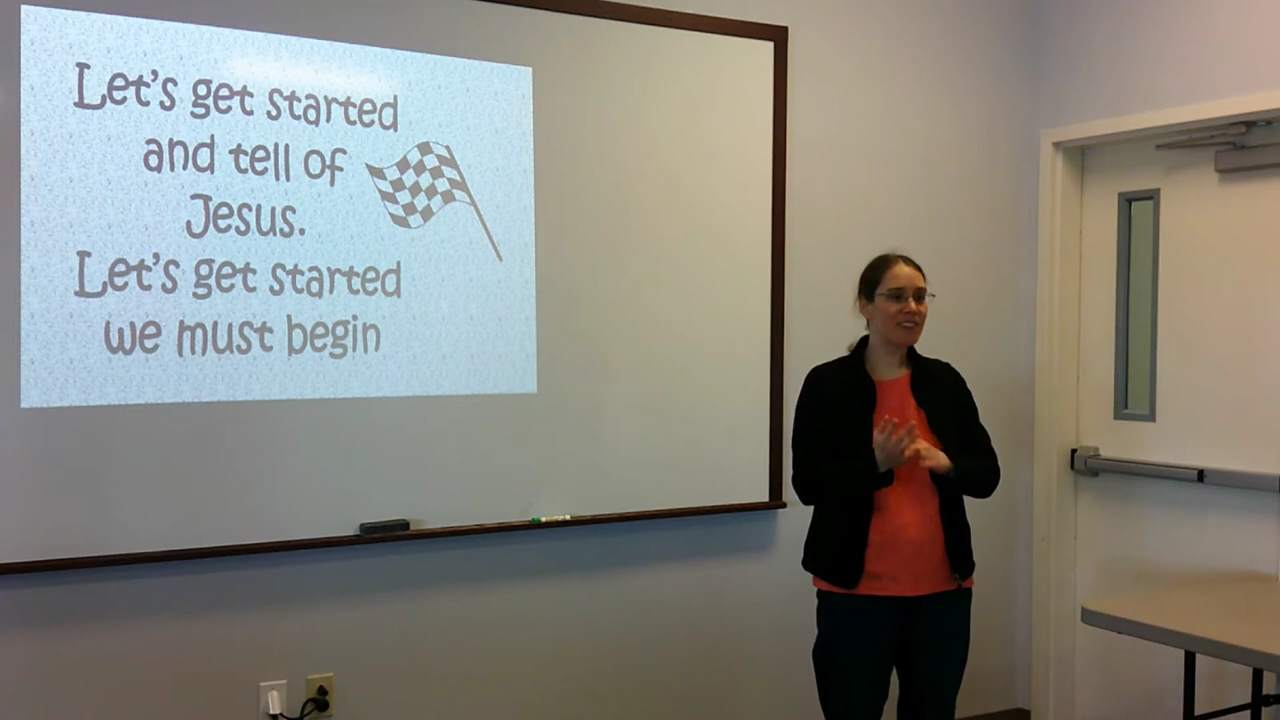 Let's get started
and tell of
Jesus.
Let's get started
we must begin